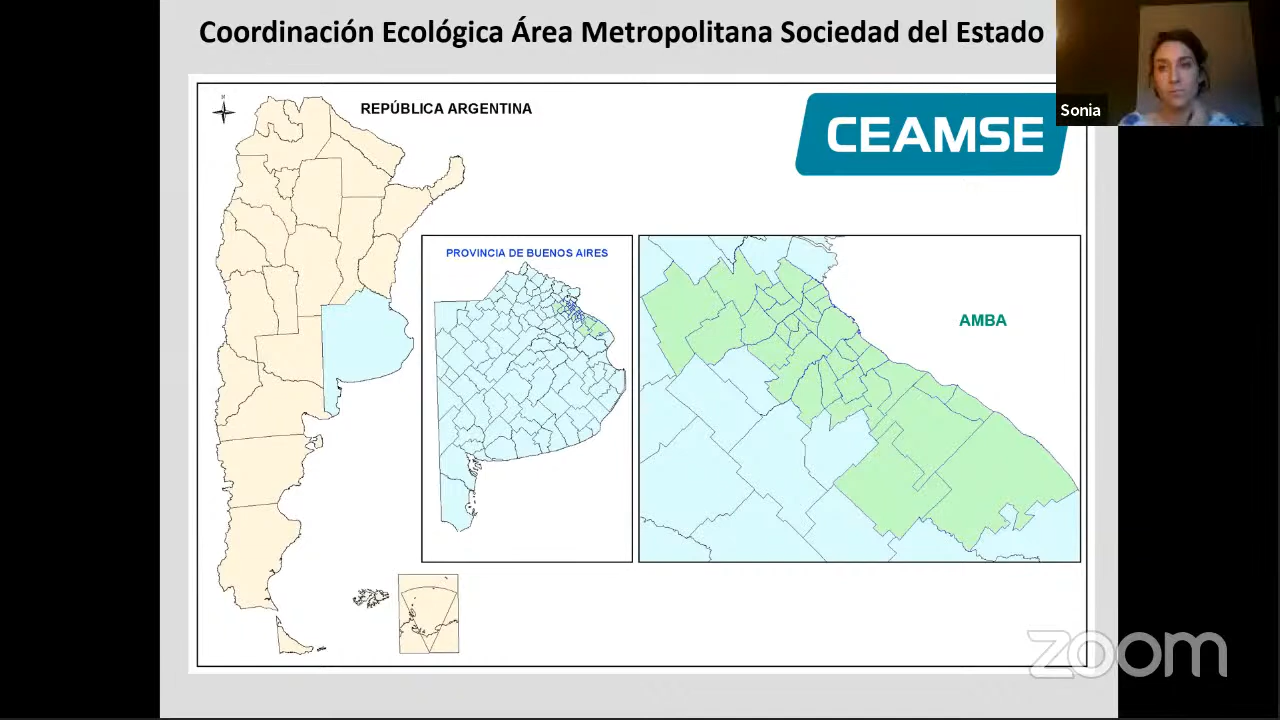 Coordinación Ecológica Área Metropolitana Sociedad del Estado
Sonia
N
REPÚBLICA ARGENTINA
CEAMSE
PROVINCIA DE BUENOS AIRES
AMBA
zoom